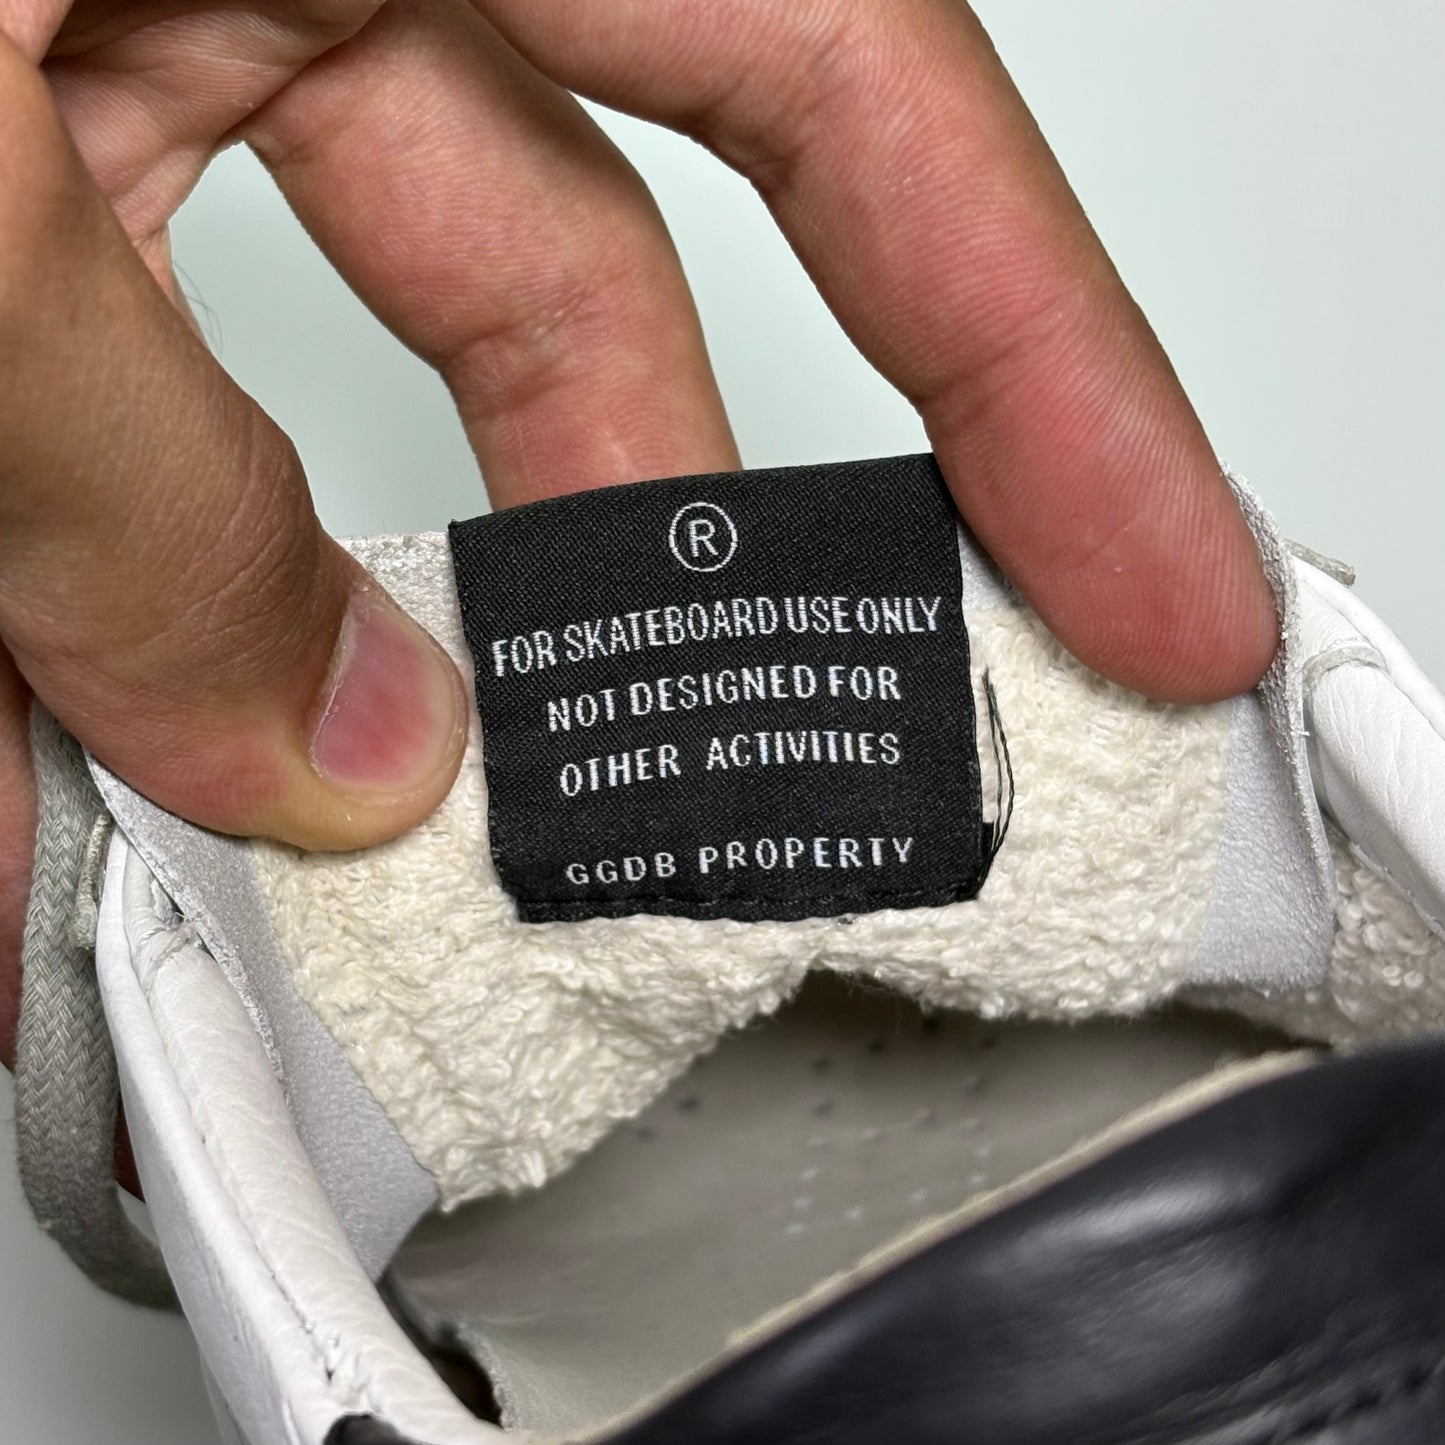 ®
FOR SKATEBOARD USE ONLY
NOT DESIGNED FOR
OTHER ACTIVITIES
GGDB PROPERTY